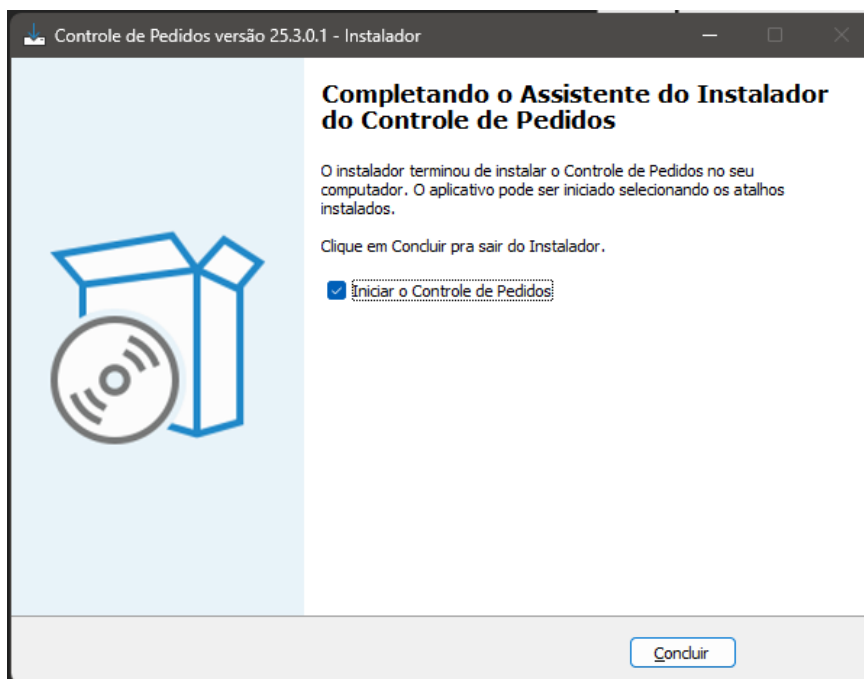 Controle de Pedidos versão 25.3.0.1 - Instalador
Completando o Assistente do Instalador
do Controle de Pedidos
O instalador terminou de instalar o Controle de Pedidos no seu
computador. O aplicativo pode ser iniciado selecionando os atalhos
instalados.
Clique em Concluir pra sair do Instalador.
Iniciar o Controle de Pedidos
Concluir